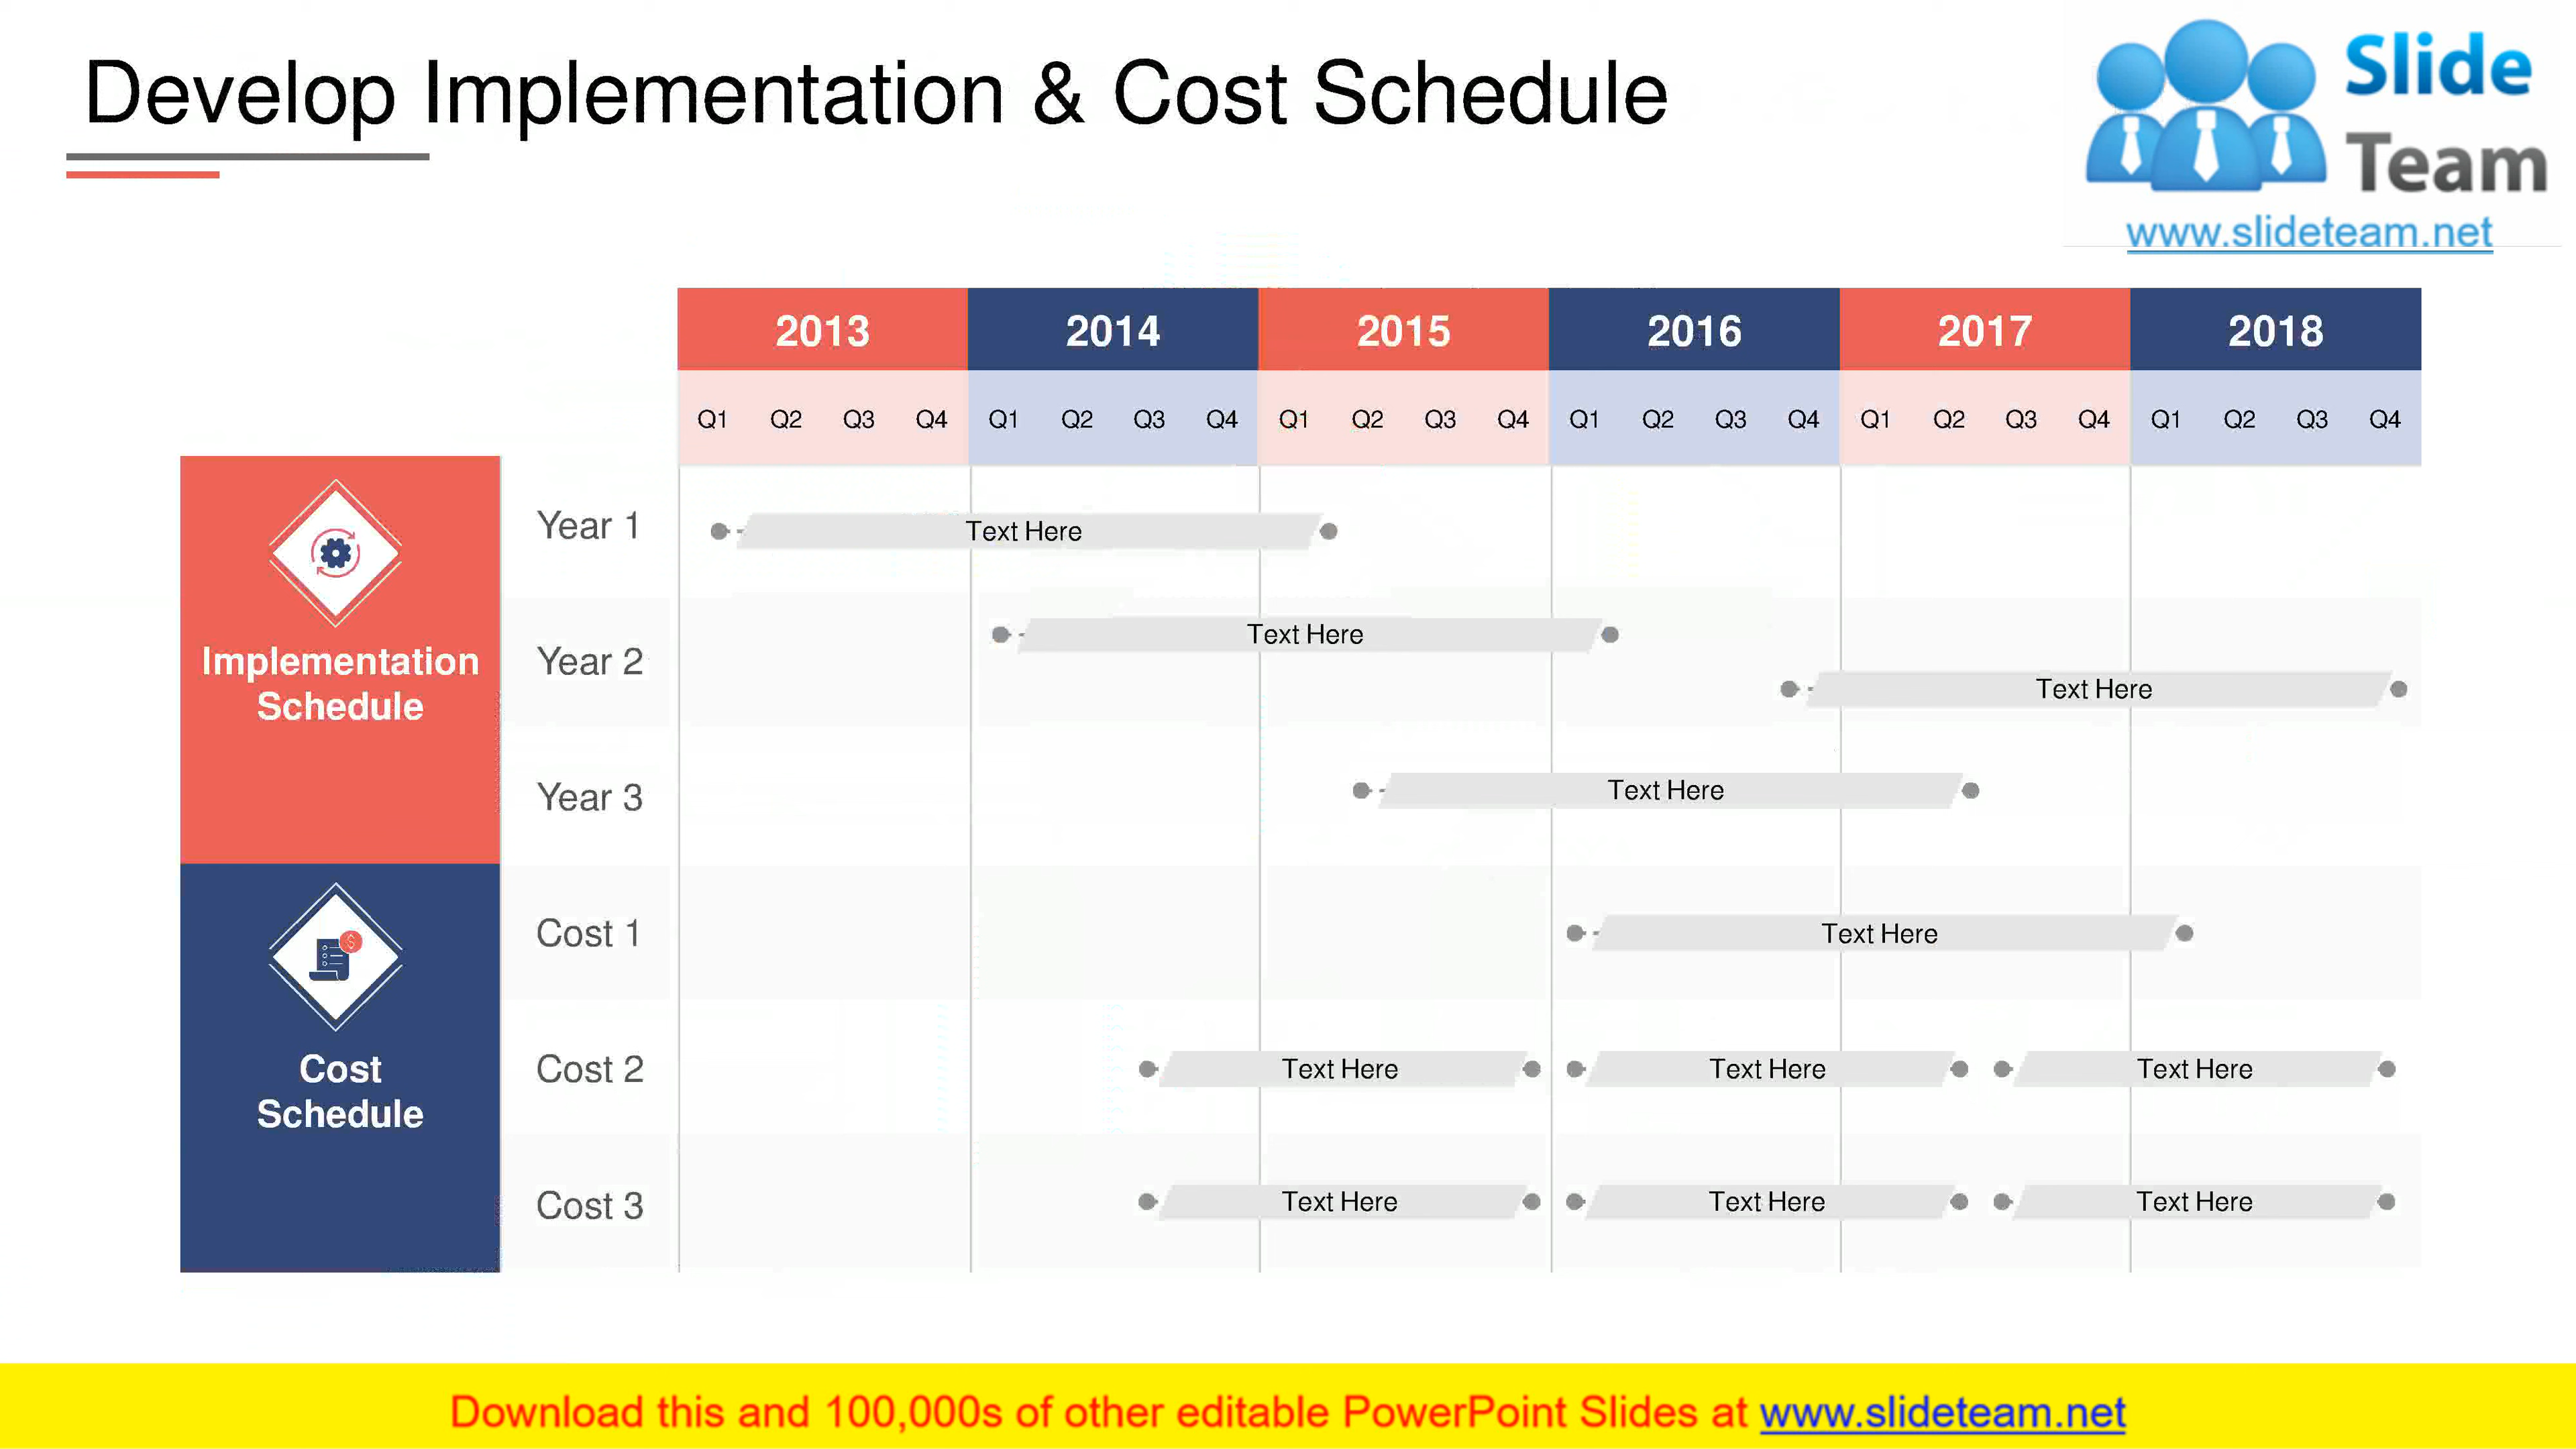 Develop Implementation & Cost Schedule
Slide
Team
www.slideteam.net
2013 2014 2015 2016 2017 2018
Q1 Q2 Q3 Q4 Q1 Q2 Q3 Q4 Q1 Q2 Q3 Q4 Q1 Q2 Q3 Q4 Q1 Q2 Q3 Q4 Q1 Q2 Q3 Q4
Implementation
Schedule
Year 1
Text Here
Year 2
Text Here
Text Here
Year 3
Text Here
Cost
Schedule
Cost 1
Text Here
Cost 2
Text Here Text Here Text Here
Cost 3
Text Here Text Here Text Here
Download this and 100,000s of other editable PowerPoint Slides at www.slideteam.net